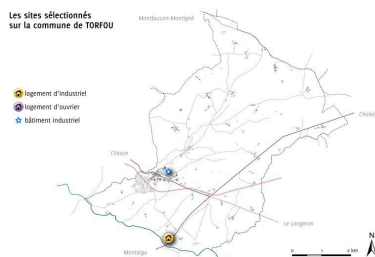 Les sites sélectionnés
sur la commune de TORFOU
Montfaucon-Montigné
logement d'industriel
logement d'ouvrier
bâtiment industriel
Cholet
Clisson
Le Longeron
Montaigu
N
0 1 2 km